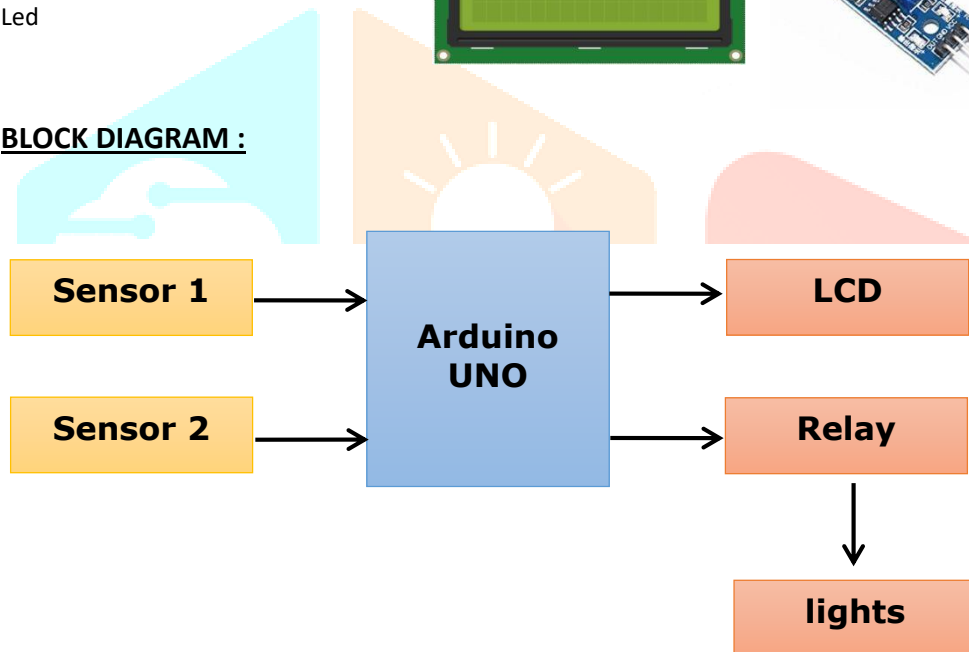 Led
BLOCK DIAGRAM :
Sensor 1
Arduino
UNO
LCD
Sensor 2
Relay
lights